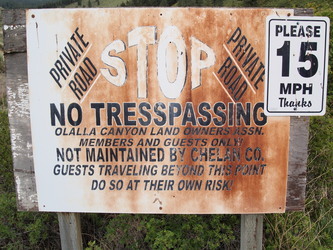 PRIVATE ROAD
STOP
PRIVATE ROAD
NO TRESSPASSING
OLALLA CANYON LAND OWNERS ASSN.
MEMBERS AND GUESTS ONLY!
NOT MAINTAINED BY CHELAN CO.
GUESTS TRAVELING BEYOND THIS POINT
DO SO AT THEIR OWN RISK!
PLEASE
15
MPH
Thanks